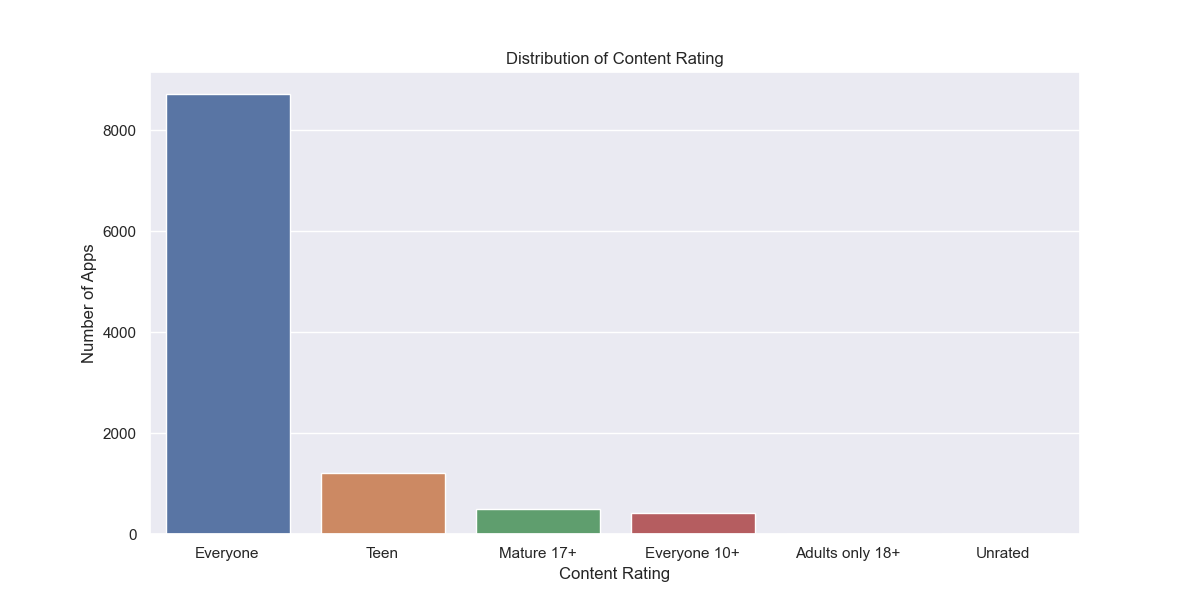 Distribution of Content Rating
Number of Apps
8000
6000
4000
2000
0
Everyone
Teen
Mature 17+
Everyone 10+
Adults only 18+
Unrated
Content Rating